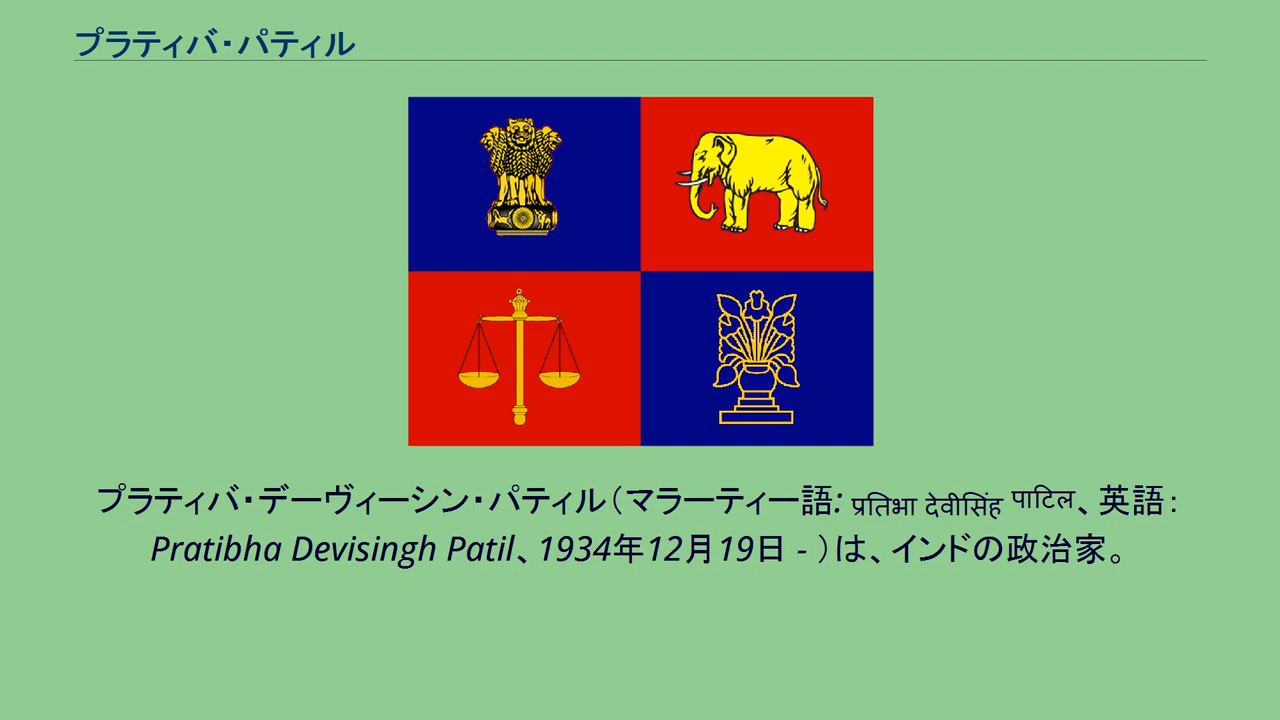 プラティバ・パティル
プラティバ・デーヴィーシン・パティル（マラーティー語: प्रतिभा देवीसिंह पाटिल、英語：
Pratibha Devisingh Patil、1934年12月19日 - ）は、インドの政治家。